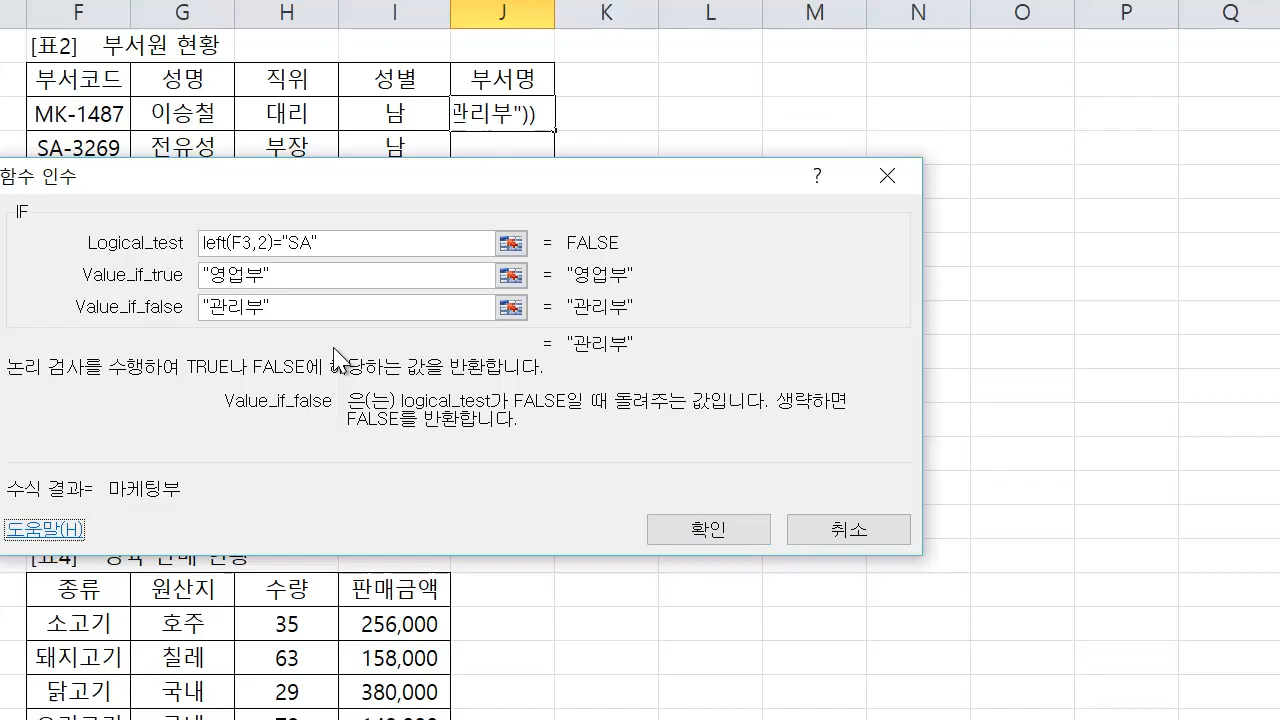 F G H I J K L M N O P Q
[표2] 부서원 현황
부서코드 성명 직위 성별 부서명
MK-1487 이승철 대리 남 관리부"))
SA-3269 전유성 부장 남
함수 인수 ?
IF
Logical_test left(F3,2)="SA" = FALSE
Value_if_true "영업부" = "영업부"
Value_if_false "관리부" = "관리부"
= "관리부"
논리 검사를 수행하여 TRUE나 FALSE에 해당하는 값을 반환합니다.
Value_if_false 은(는) logical_test가 FALSE일 때 돌려주는 값입니다. 생략하면
FALSE를 반환합니다.
수식 결과= 마케팅부
도움말(H) 확인 취소
[표4] 판매 현황
종류 원산지 수량 판매금액
소고기 호주 35 256,000
돼지고기 칠레 63 158,000
닭고기 국내 29 380,000